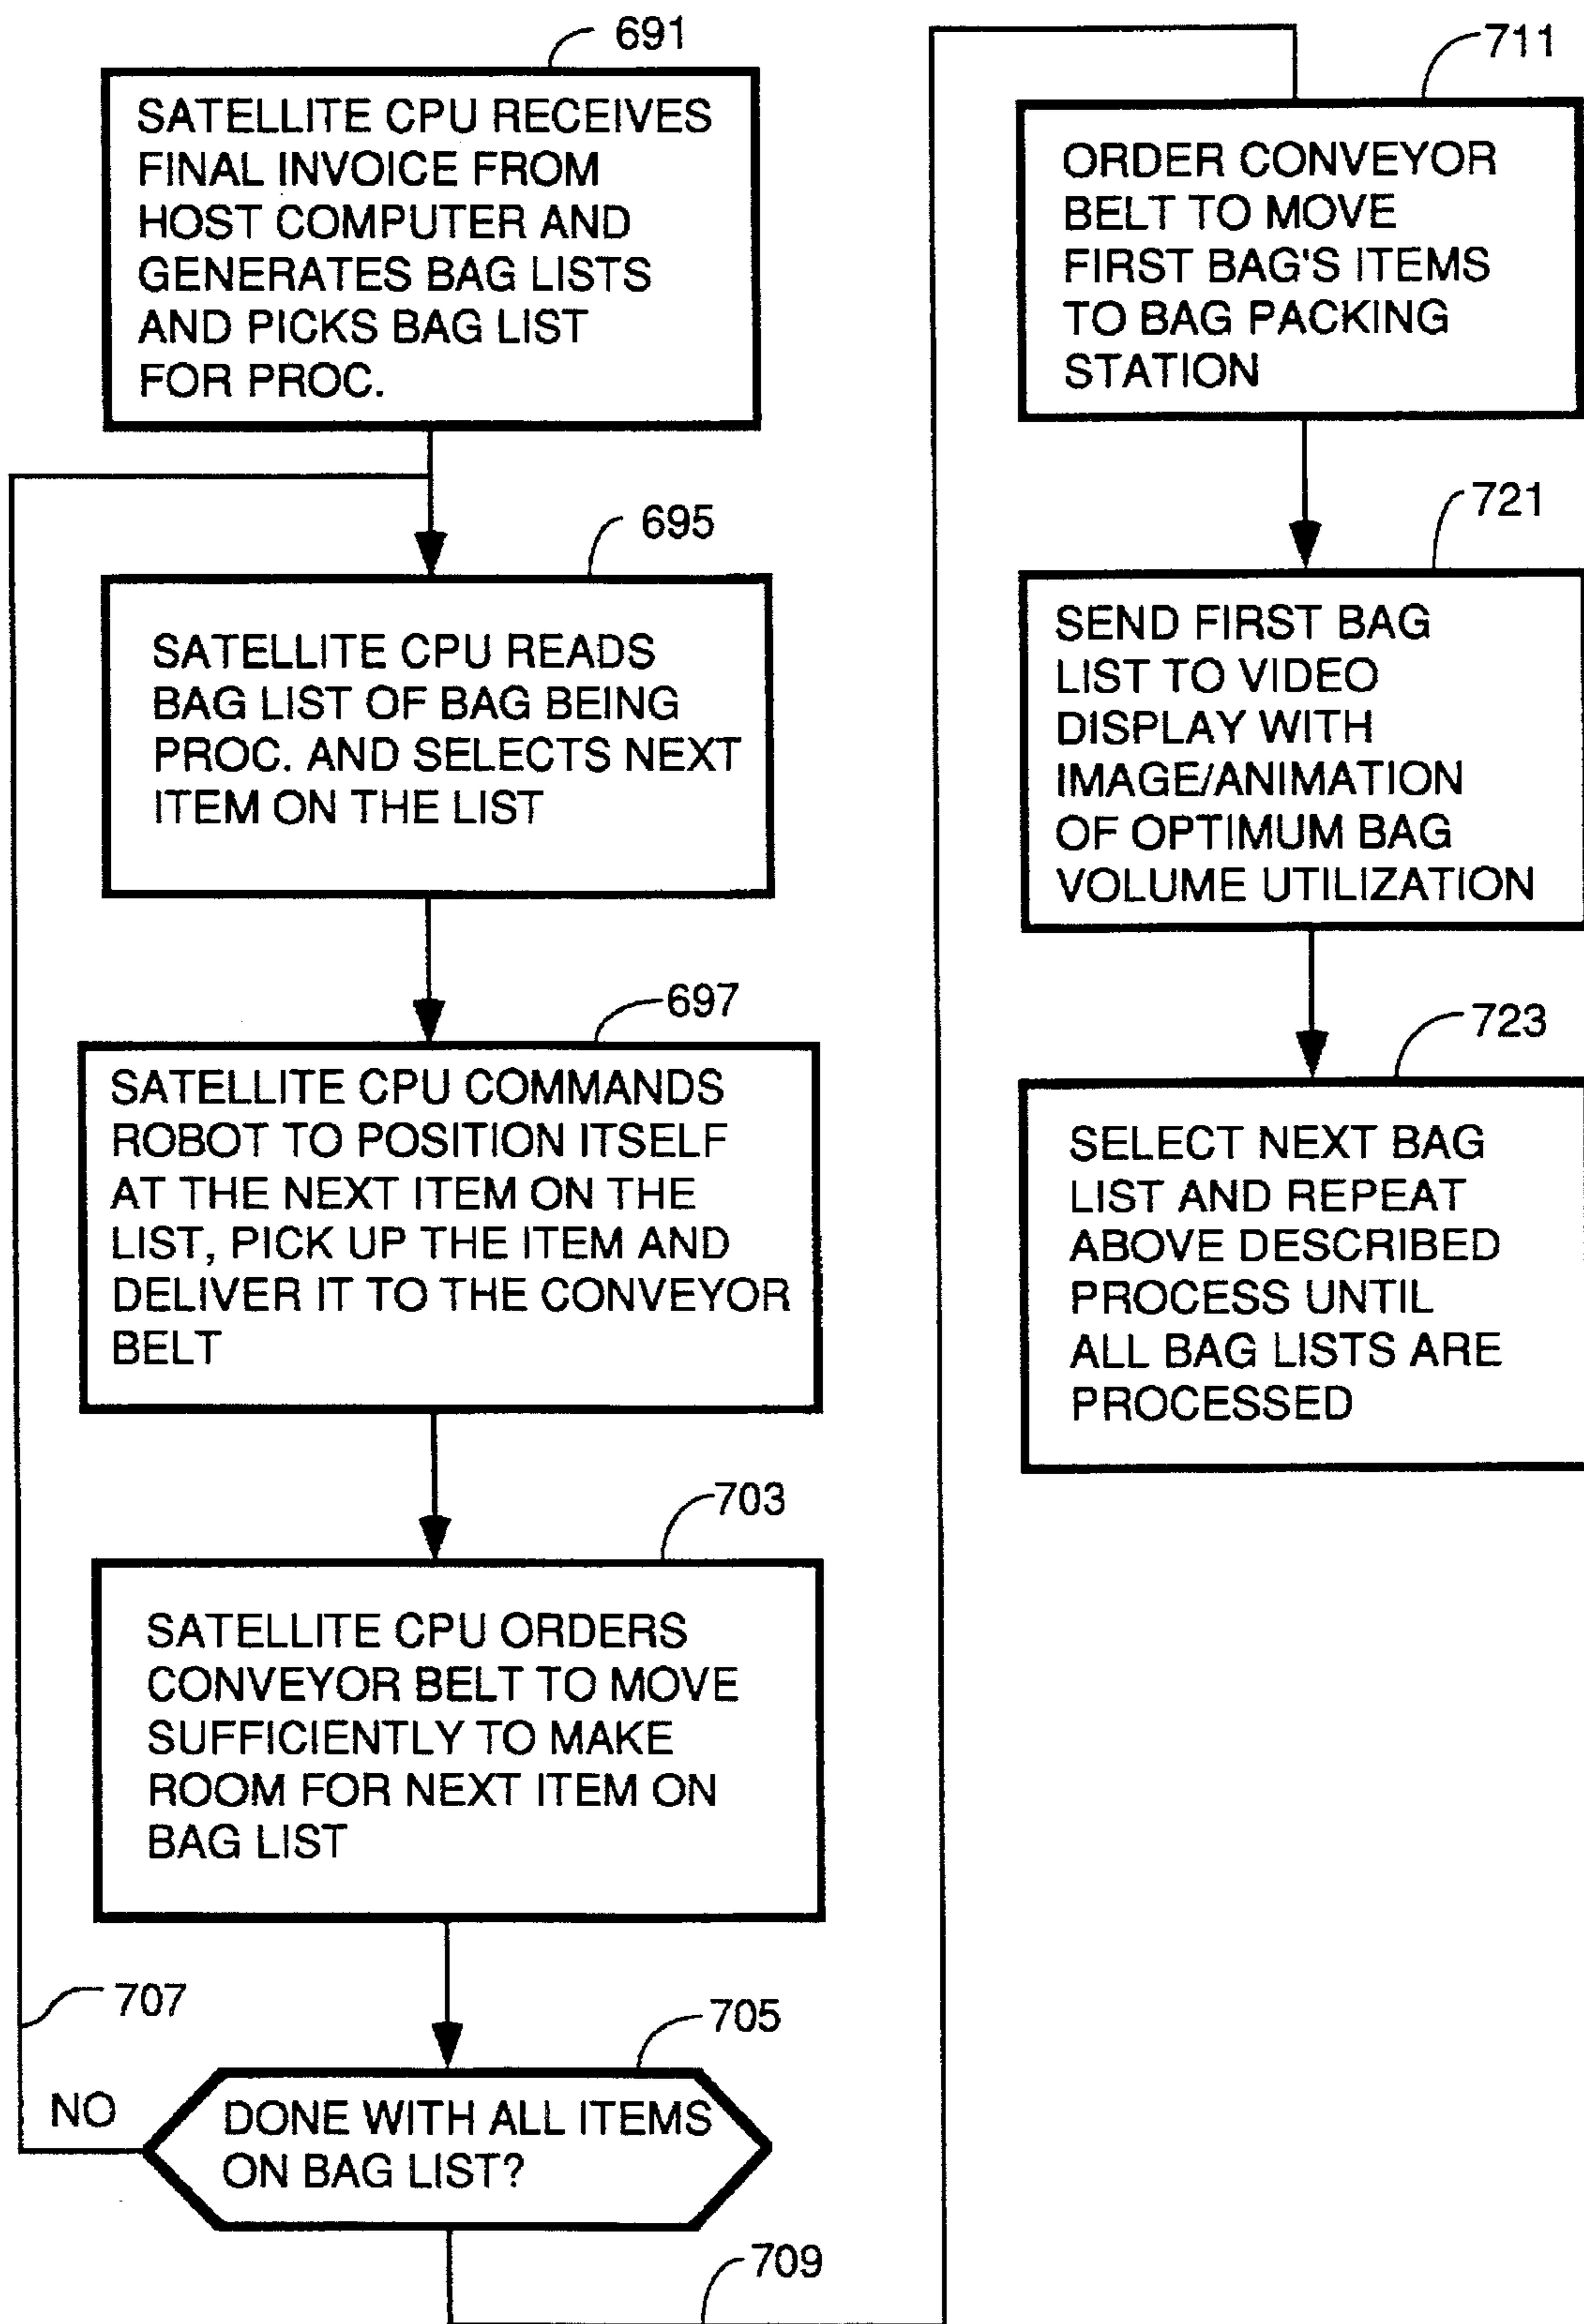 691
SATELLITE CPU RECEIVES
FINAL INVOICE FROM
HOST COMPUTER AND
GENERATES BAG LISTS
AND PICKS BAG LIST
FOR PROC.
695
SATELLITE CPU READS
BAG LIST OF BAG BEING
PROC. AND SELECTS NEXT
ITEM ON THE LIST
697
SATELLITE CPU COMMANDS
ROBOT TO POSITION ITSELF
AT THE NEXT ITEM ON THE
LIST, PICK UP THE ITEM AND
DELIVER IT TO THE CONVEYOR
BELT
703
SATELLITE CPU ORDERS
CONVEYOR BELT TO MOVE
SUFFICIENTLY TO MAKE
ROOM FOR NEXT ITEM ON
BAG LIST
707
705
NO
DONE WITH ALL ITEMS
ON BAG LIST?
709
711
ORDER CONVEYOR
BELT TO MOVE
FIRST BAG'S ITEMS
TO BAG PACKING
STATION
721
SEND FIRST BAG
LIST TO VIDEO
DISPLAY WITH
IMAGE/ANIMATION
OF OPTIMUM BAG
VOLUME UTILIZATION
723
SELECT NEXT BAG
LIST AND REPEAT
ABOVE DESCRIBED
PROCESS UNTIL
ALL BAG LISTS ARE
PROCESSED